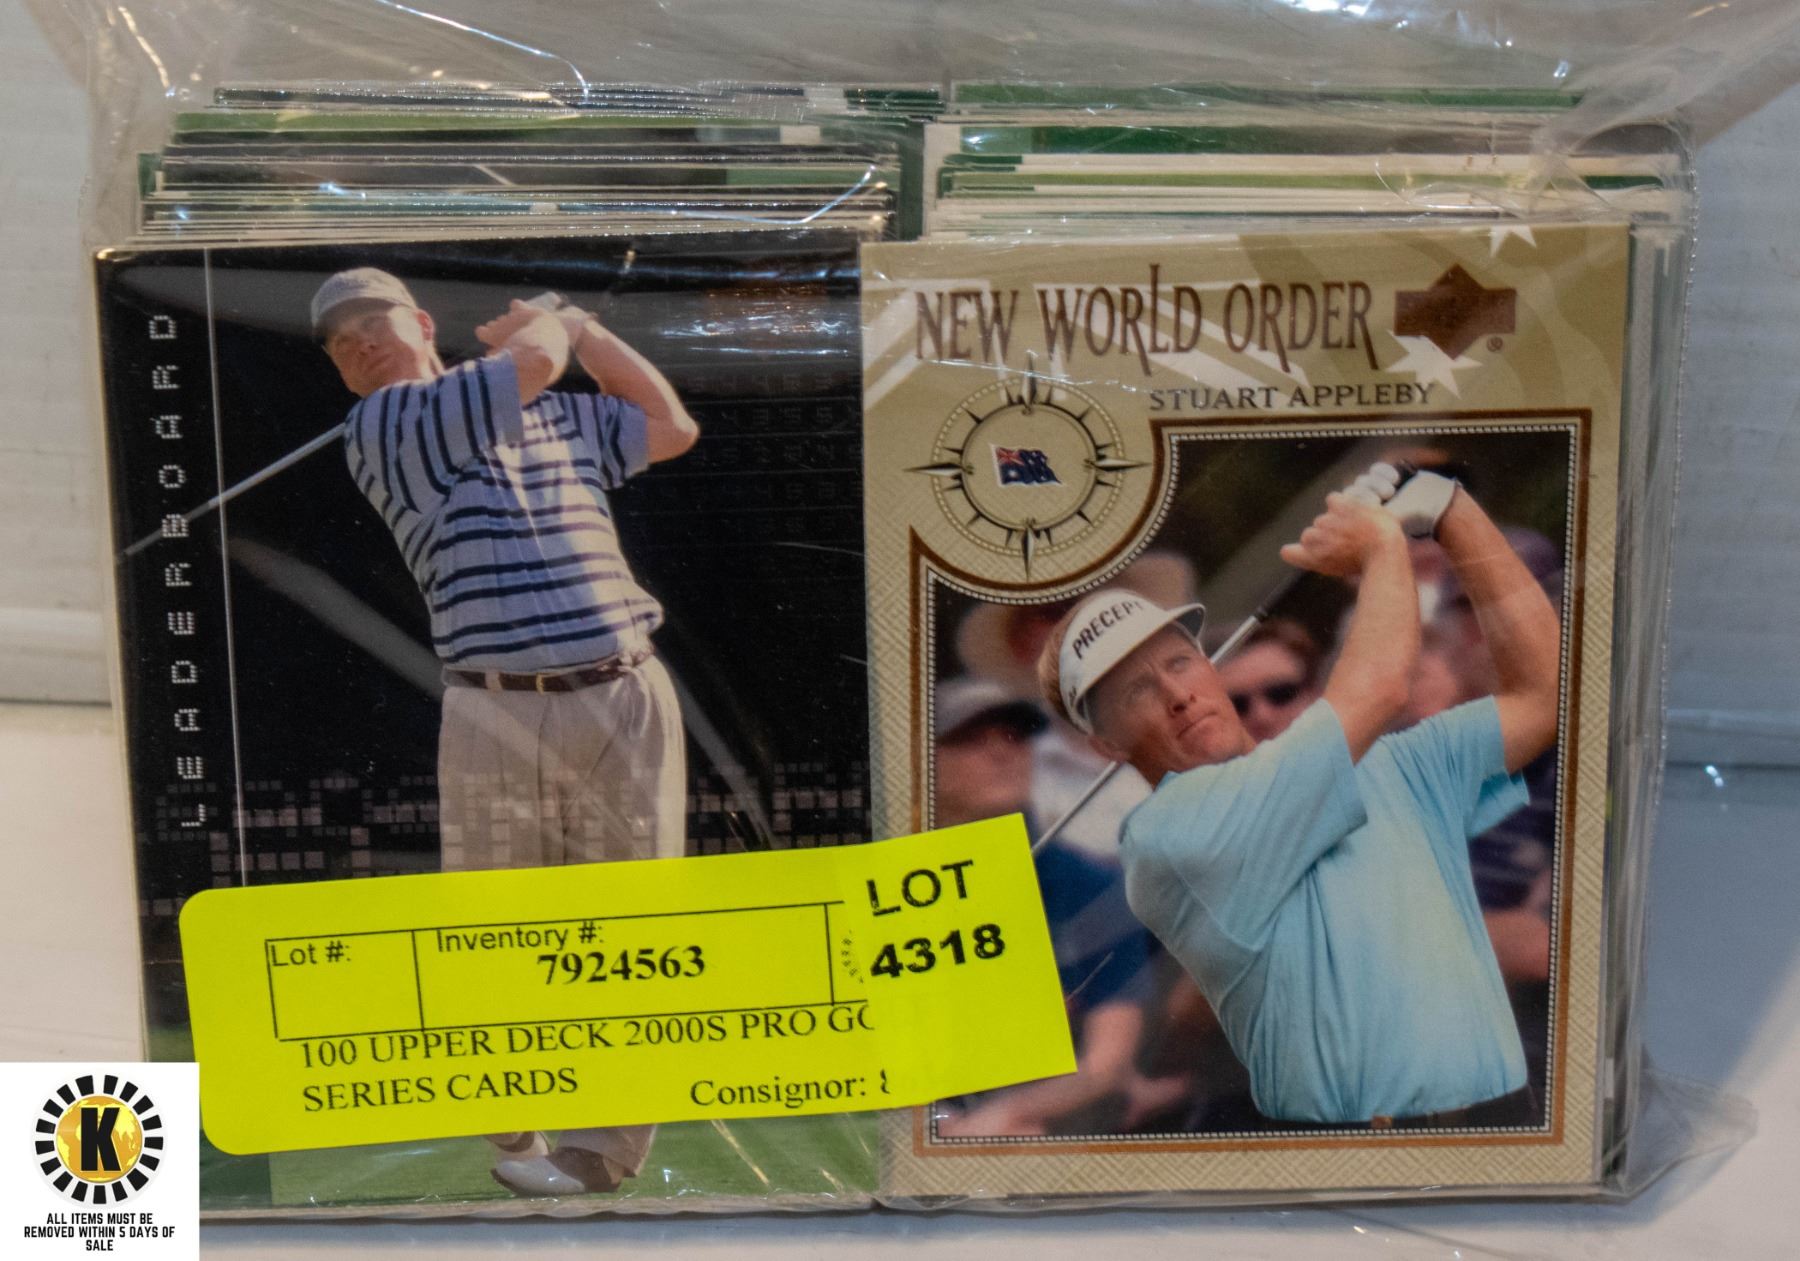 LEADERBOARD
NEW WORLD ORDER
®
STUART APPLEBY
PRECEPT
Lot #:
Inventory #:
7924563
LOT
4318
100 UPPER DECK 2000S PRO
SERIES CARDS
Consignor:
K
ALL ITEMS MUST BE
REMOVED WITHIN 5 DAYS OF
SALE